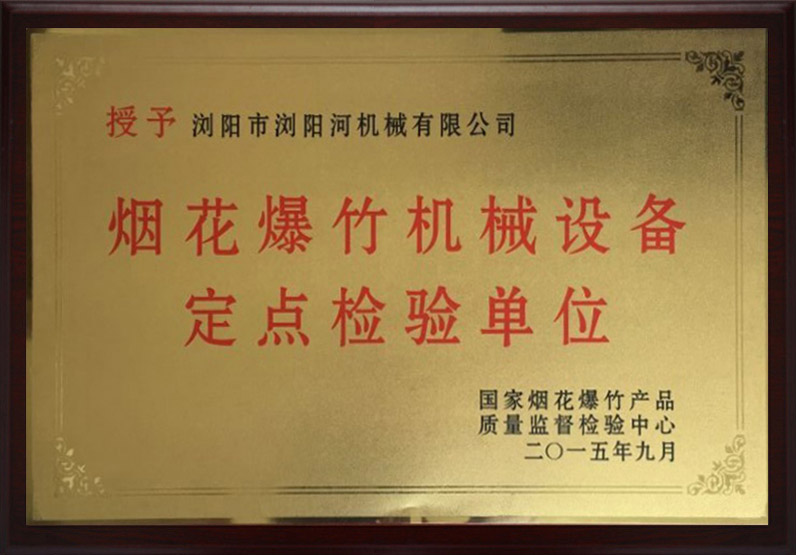 授予 浏阳市浏阳河机械有限公司
烟花爆竹机械设备
定点检验单位
国家烟花爆竹产品
质量监督检验中心
二〇一五年九月